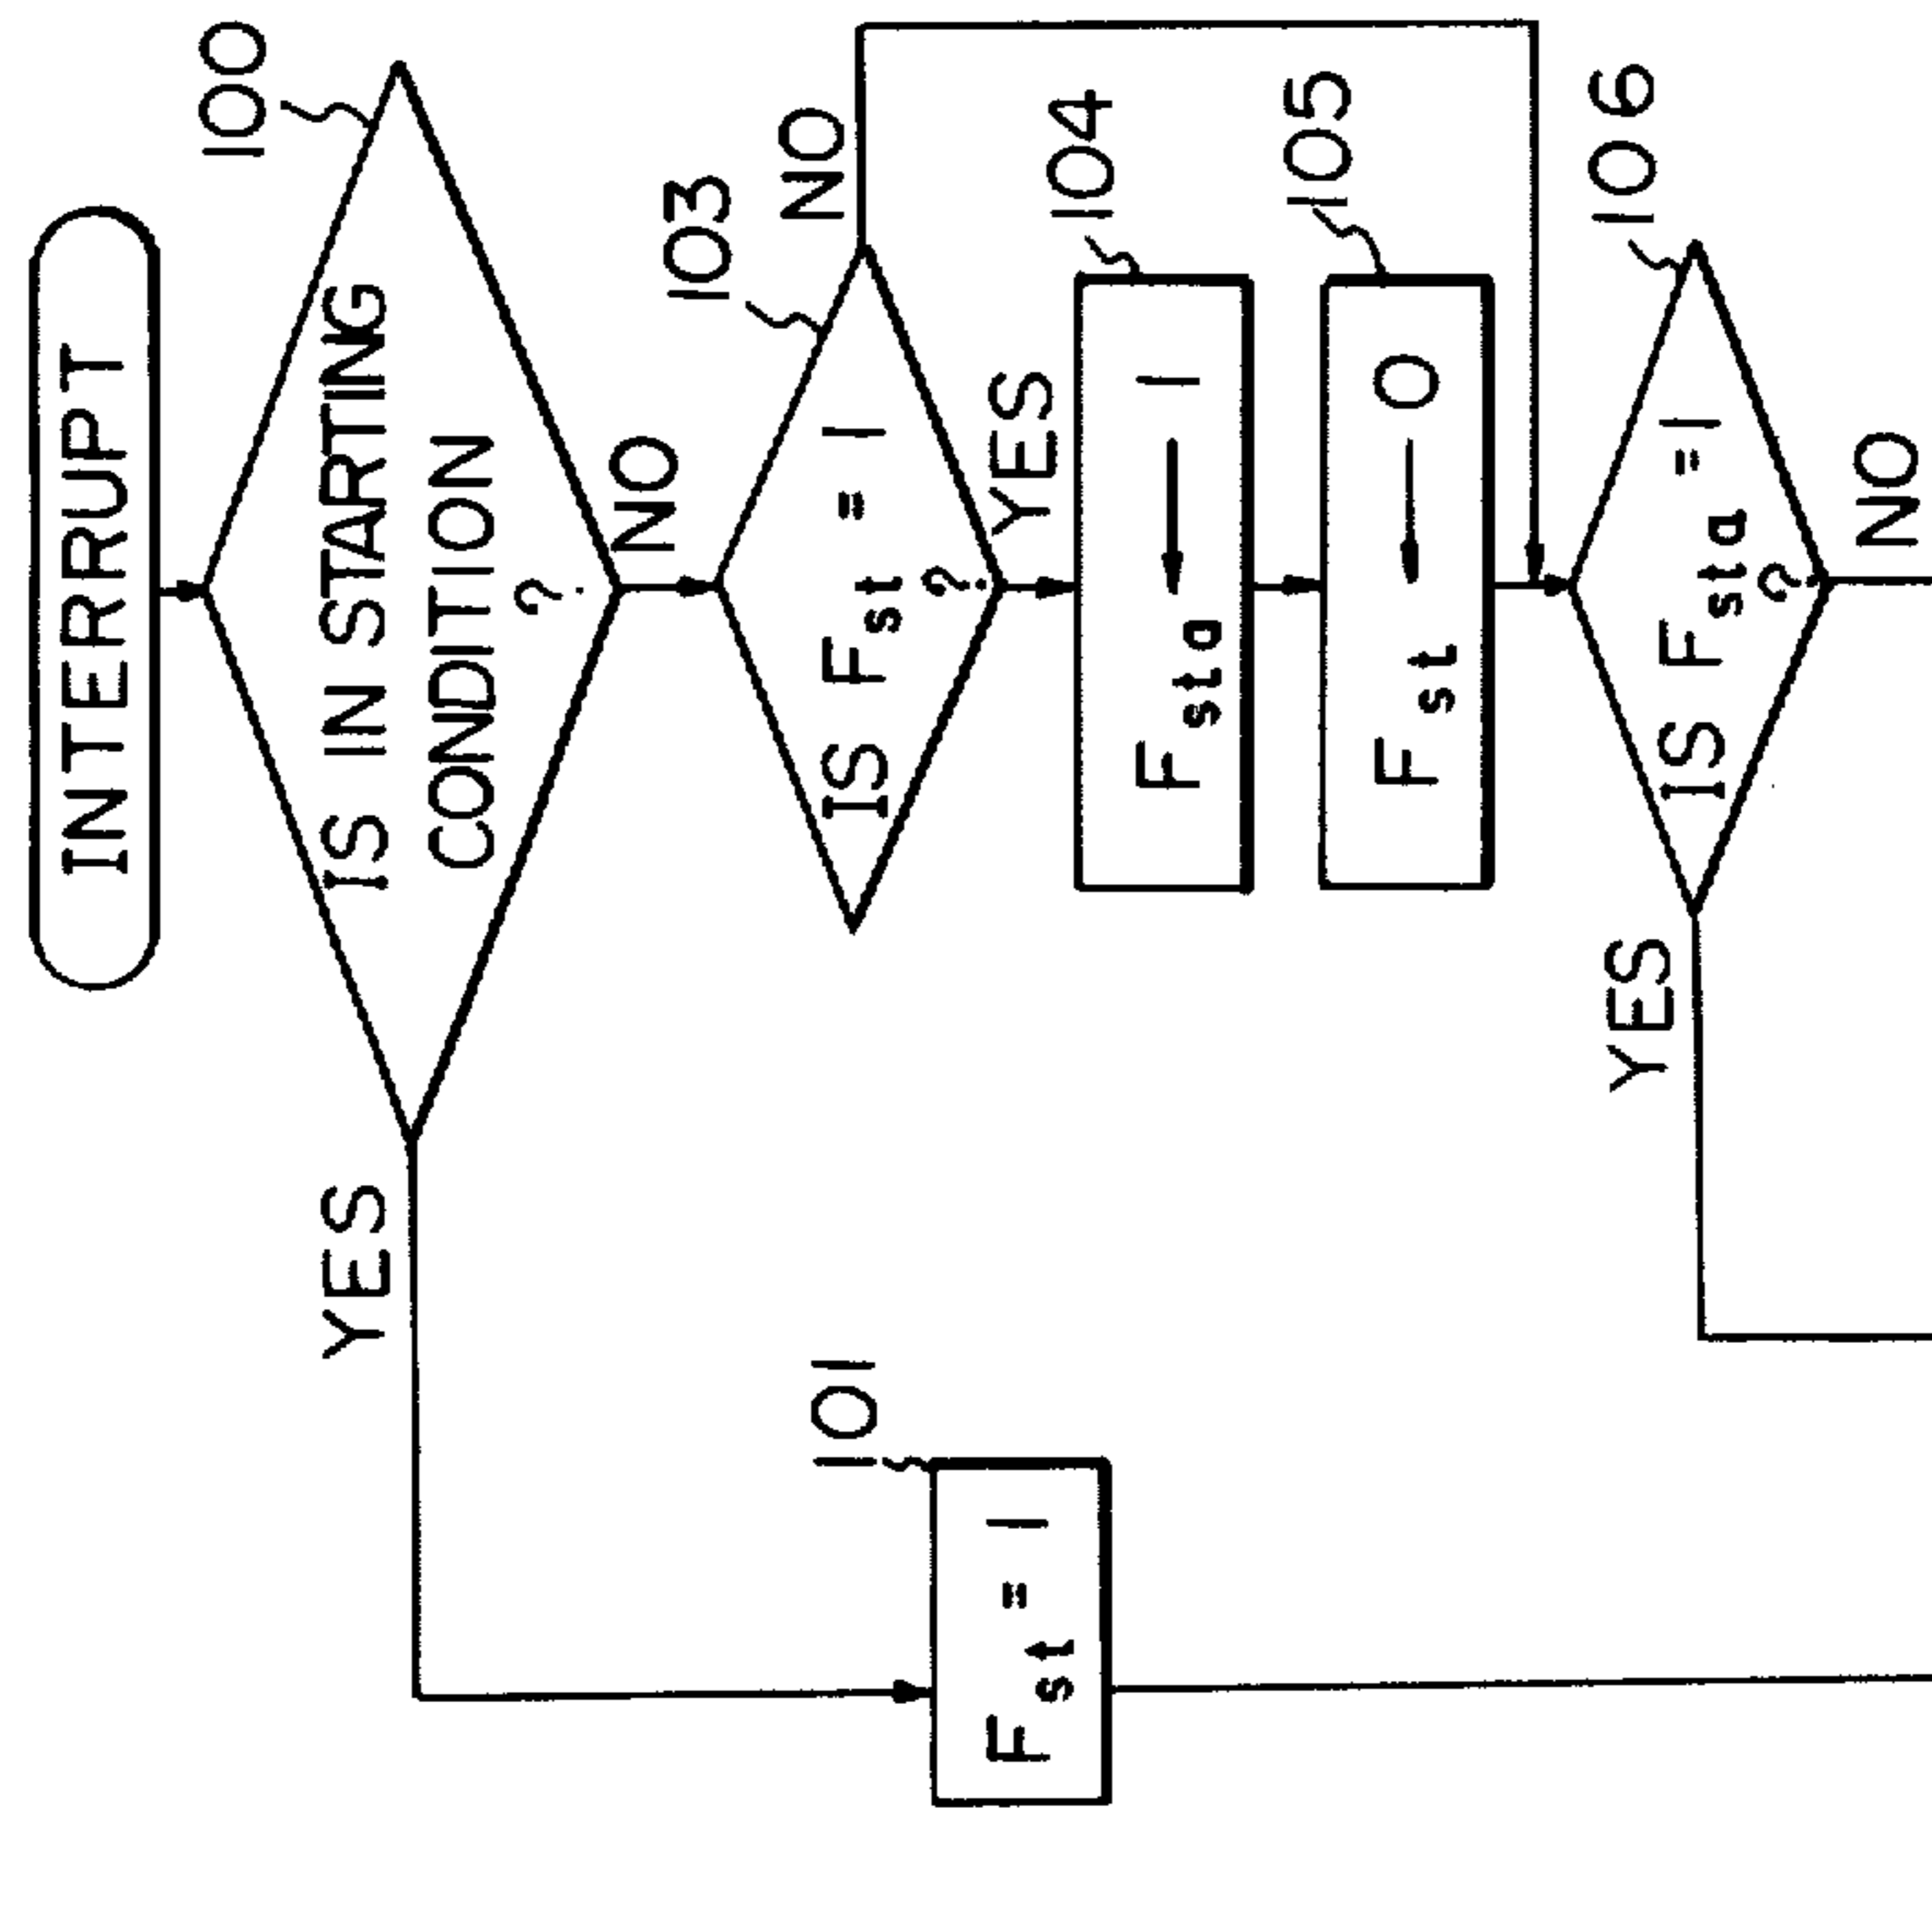 INTERRUPT
100
IS IN STARTING
CONDITION
?
YES
NO
103
IS Fst = 1
?
NO
YES
101
Fst = 1
104
Fsta ← 1
105
Fst ← 0
106
IS Fsta = 1
?
YES
NO